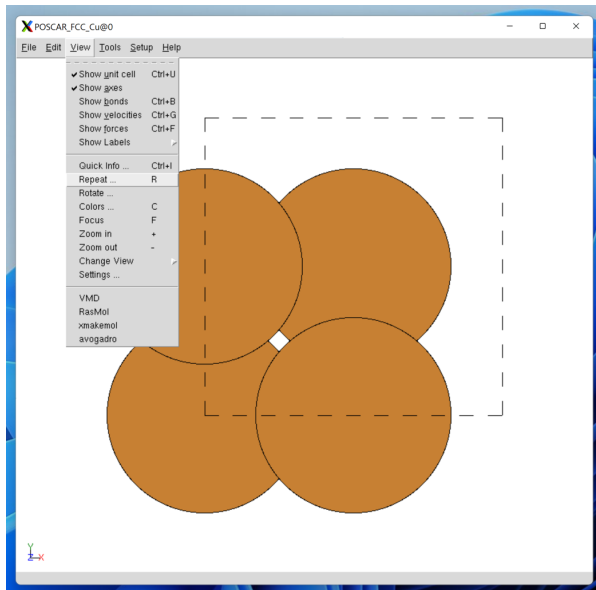 POSCAR_FCC_Cu@0
File Edit View Tools Setup Help
Show unit cell Ctrl+U
Show axes
Show bonds Ctrl+B
Show velocities Ctrl+G
Show forces Ctrl+F
Show Labels
Quick Info ... Ctrl+I
Repeat ... R
Rotate ...
Colors ... C
Focus F
Zoom in +
Zoom out -
Change View
Settings ...
VMD
RasMol
xmakemol
avogadro
Y
Z X